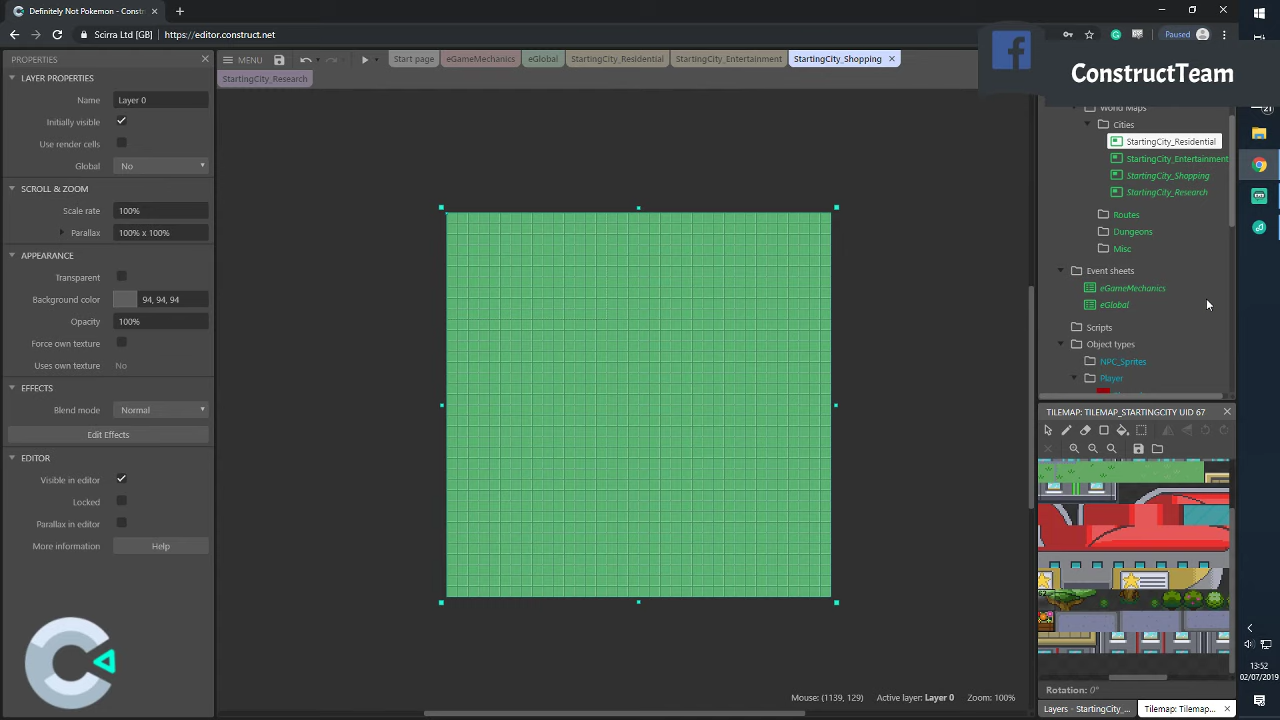 Definitely Not Pokemon - Constru
Scirra Ltd [GB] | https://editor.construct.net
Paused
ConstructTeam
PROPERTIES
MENU
Start page
eGameMechanics
eGlobal
StartingCity_Residential
StartingCity_Entertainment
StartingCity_Shopping
StartingCity_Research
LAYER PROPERTIES
Name Layer 0
Initially visible
Use render cells
Global No
SCROLL & ZOOM
Scale rate 100%
Parallax 100% x 100%
APPEARANCE
Transparent
Background color 94, 94, 94
Opacity 100%
Force own texture
Uses own texture No
EFFECTS
Blend mode Normal
Edit Effects
EDITOR
Visible in editor
Locked
Parallax in editor
More information Help
Mouse: (1139, 129) Active layer: Layer 0 Zoom: 100%
World Maps
Cities
StartingCity_Residential
StartingCity_Entertainment
StartingCity_Shopping
StartingCity_Research
Routes
Dungeons
Misc
Event sheets
eGameMechanics
eGlobal
Scripts
Object types
NPC_Sprites
Player
TILEMAP: TILEMAP_STARTINGCITY UID 67
Rotation: 0°
Layers - StartingCity_...
Tilemap: Tilemap...
13:52
02/07/2019